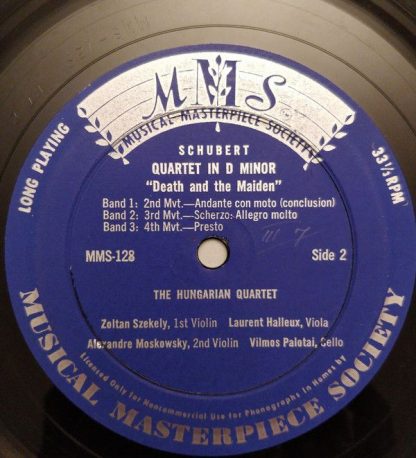 MMS
MUSICAL MASTERPIECE SOCIETY
SCHUBERT
QUARTET IN D MINOR
"Death and the Maiden"
Band 1: 2nd Mvt.—Andante con moto (conclusion)
Band 2: 3rd Mvt.—Scherzo: Allegro molto
Band 3: 4th Mvt.—Presto
LONG PLAYING
33⅓ RPM
MMS-128
Side 2
THE HUNGARIAN QUARTET
Zoltan Szekely, 1st Violin Laurent Halleux, Viola
Alexandre Moskowsky, 2nd Violin Vilmos Palotai, Cello
Licensed Only for Noncommercial Use for Phonographs in Homes by
MUSICAL MASTERPIECE SOCIETY